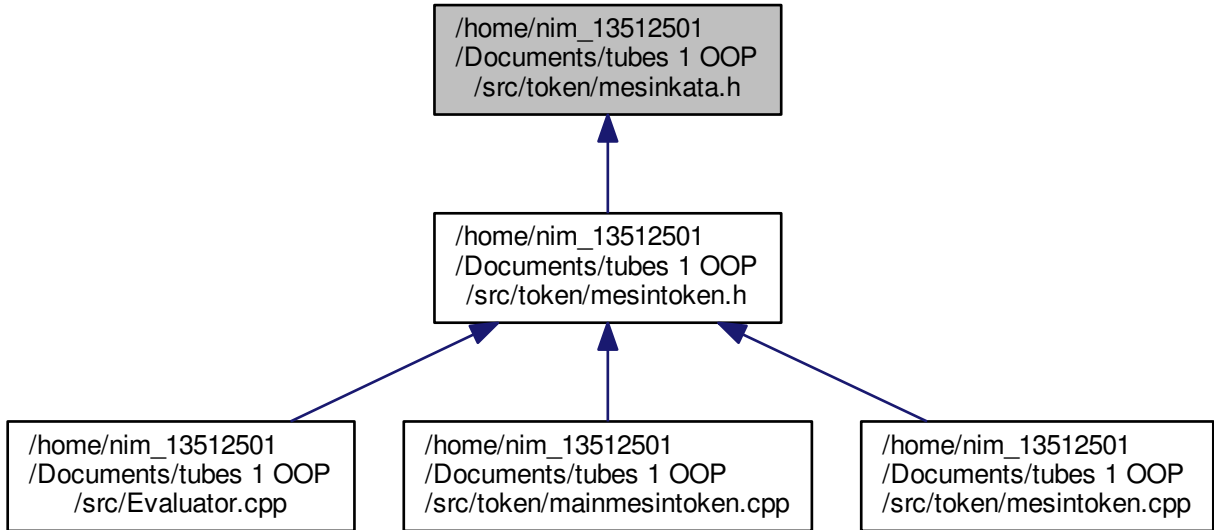 /home/nim_13512501
/Documents/tubes 1 OOP
/src/token/mesinkata.h
/home/nim_13512501
/Documents/tubes 1 OOP
/src/token/mesintoken.h
/home/nim_13512501
/Documents/tubes 1 OOP
/src/Evaluator.cpp
/home/nim_13512501
/Documents/tubes 1 OOP
/src/token/mainmesintoken.cpp
/home/nim_13512501
/Documents/tubes 1 OOP
/src/token/mesintoken.cpp